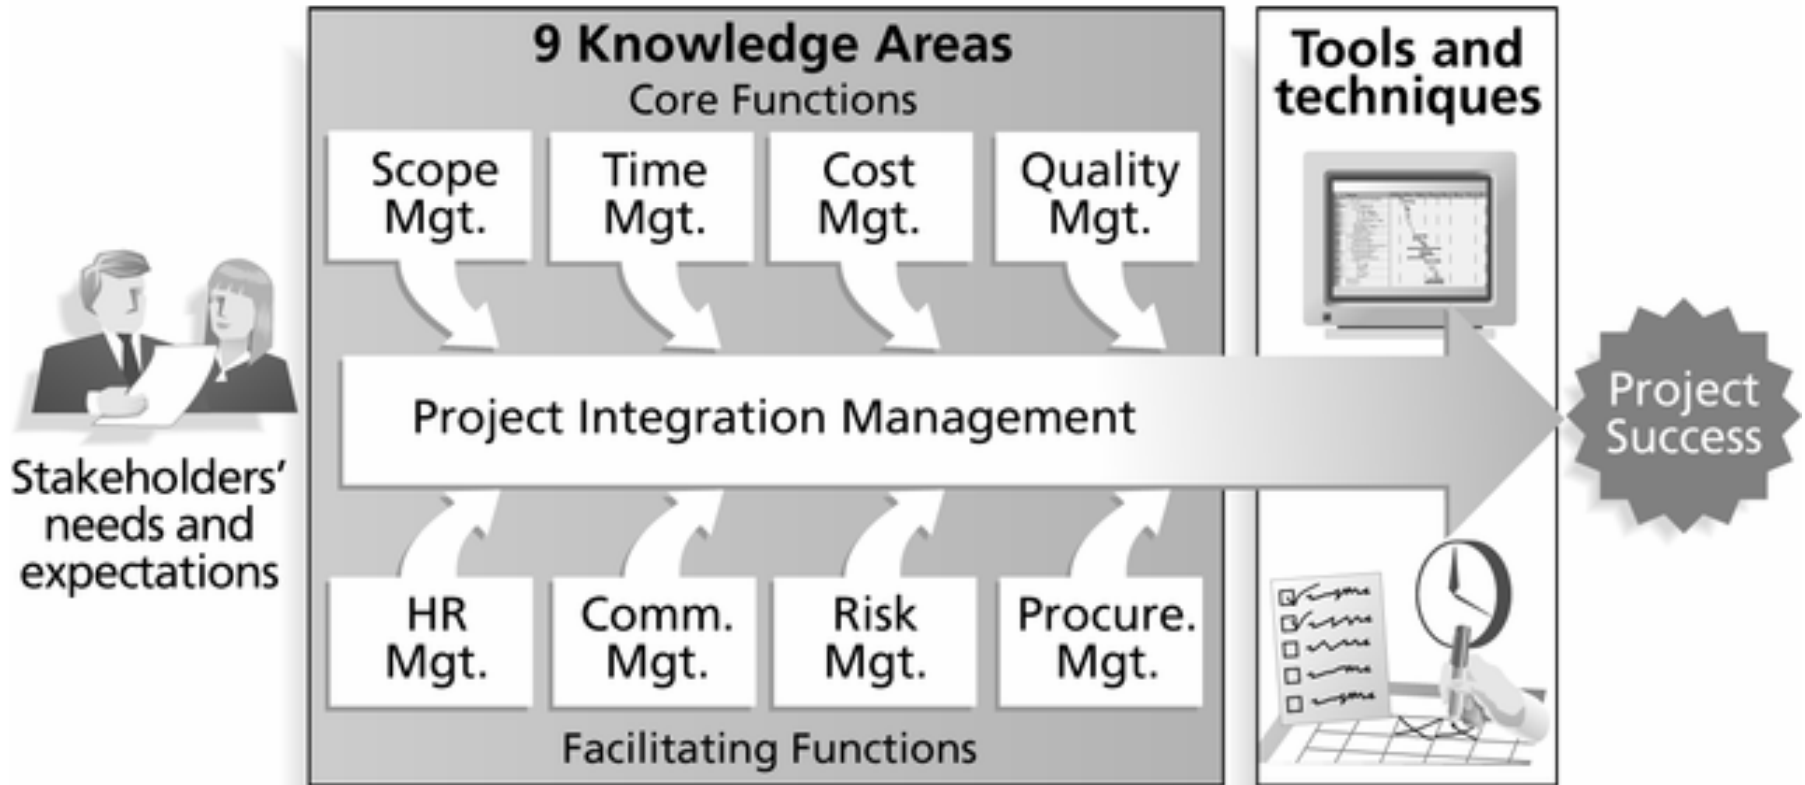 9 Knowledge Areas
Core Functions
Scope
Mgt.
Time
Mgt.
Cost
Mgt.
Quality
Mgt.
Tools and
techniques
Stakeholders’
needs and
expectations
Project Integration Management
Project
Success
HR
Mgt.
Comm.
Mgt.
Risk
Mgt.
Procure.
Mgt.
Facilitating Functions